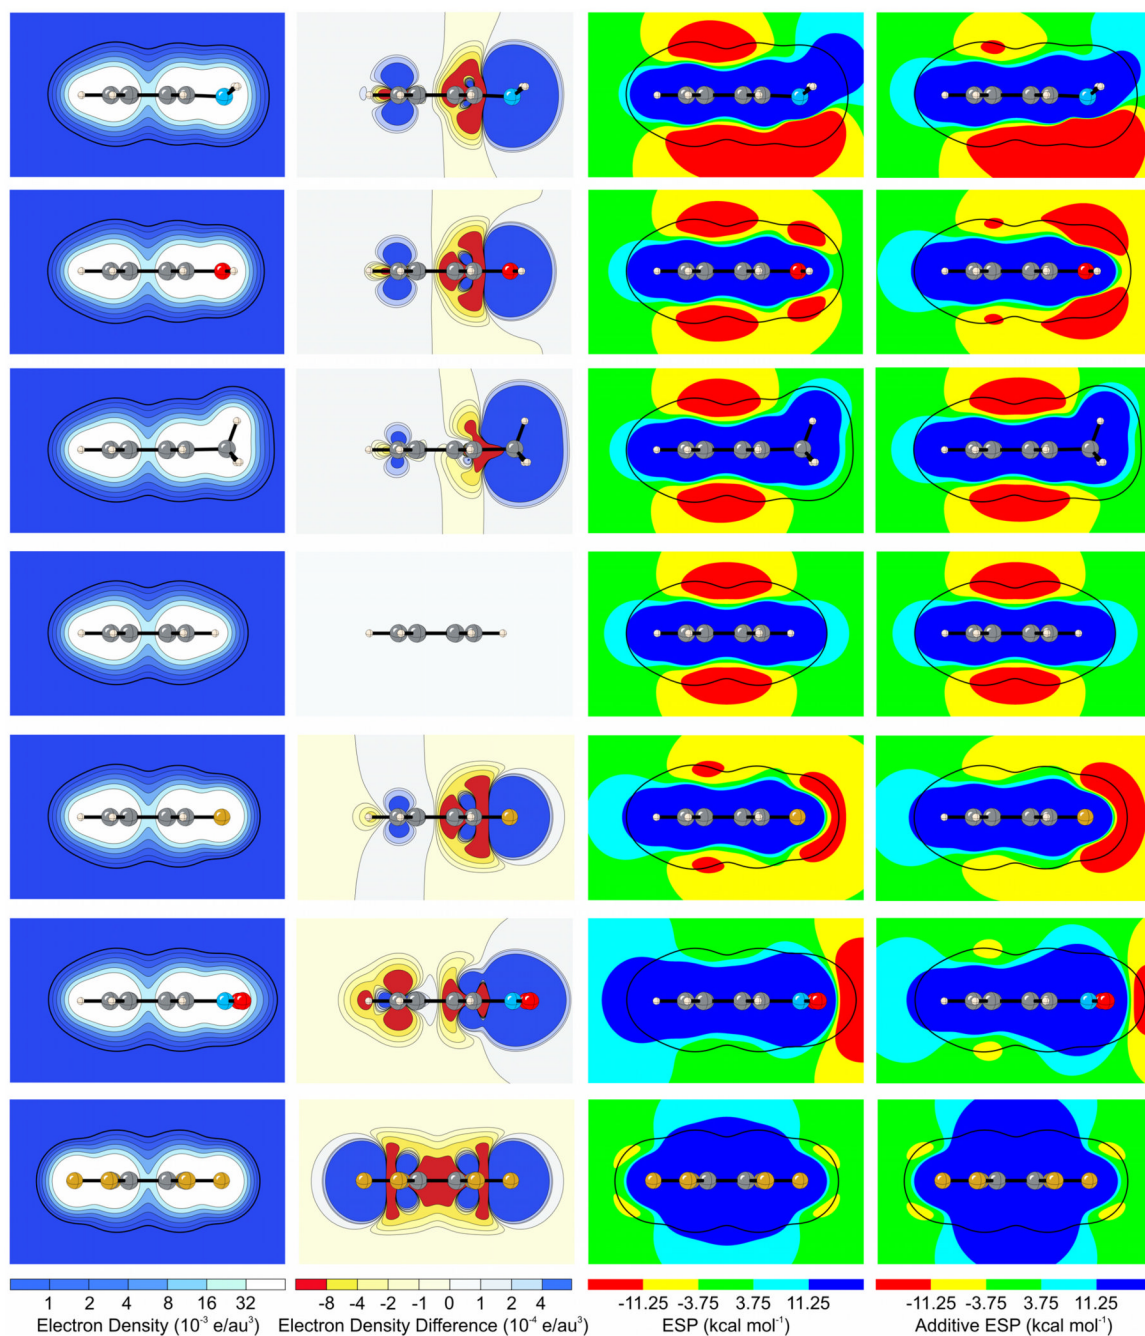 1 2 4 8 16 32
Electron Density (10⁻³ e/au³)
-8 -4 -2 -1 0 1 2 4
Electron Density Difference (10⁻⁴ e/au³)
-11.25 -3.75 3.75 11.25
ESP (kcal mol⁻¹)
-11.25 -3.75 3.75 11.25
Additive ESP (kcal mol⁻¹)